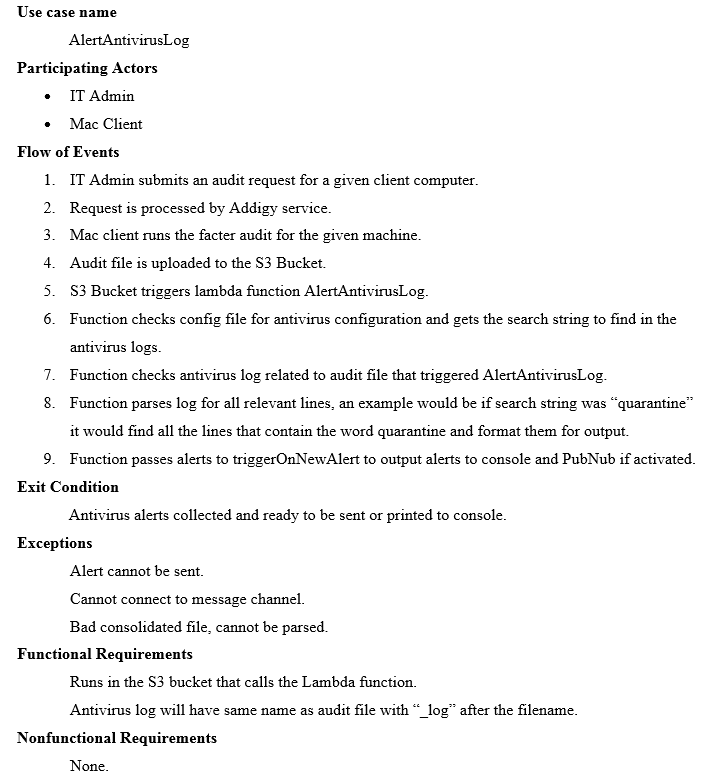 Use case name
AlertAntivirusLog
Participating Actors
• IT Admin
• Mac Client
Flow of Events
1. IT Admin submits an audit request for a given client computer.
2. Request is processed by Addigy service.
3. Mac client runs the facter audit for the given machine.
4. Audit file is uploaded to the S3 Bucket.
5. S3 Bucket triggers lambda function AlertAntivirusLog.
6. Function checks config file for antivirus configuration and gets the search string to find in the
antivirus logs.
7. Function checks antivirus log related to audit file that triggered AlertAntivirusLog.
8. Function parses log for all relevant lines, an example would be if search string was “quarantine”
it would find all the lines that contain the word quarantine and format them for output.
9. Function passes alerts to triggerOnNewAlert to output alerts to console and PubNub if activated.
Exit Condition
Antivirus alerts collected and ready to be sent or printed to console.
Exceptions
Alert cannot be sent.
Cannot connect to message channel.
Bad consolidated file, cannot be parsed.
Functional Requirements
Runs in the S3 bucket that calls the Lambda function.
Antivirus log will have same name as audit file with “_log” after the filename.
Nonfunctional Requirements
None.